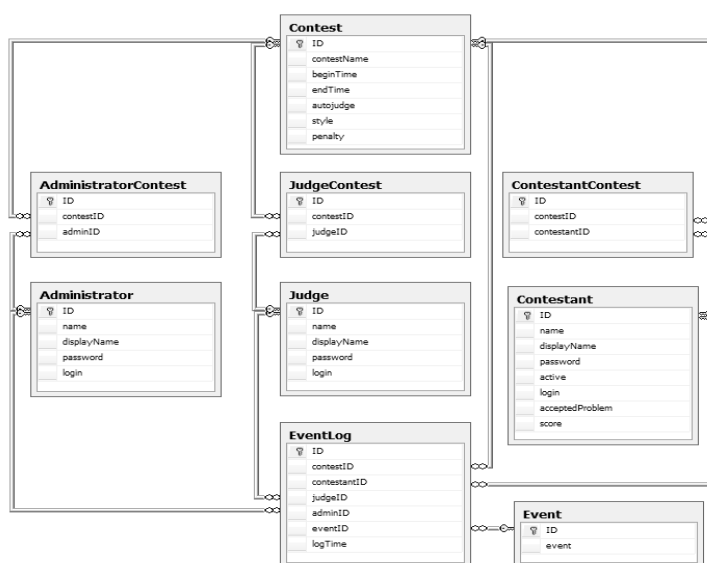 Contest
ID
contestName
beginTime
endTime
autojudge
style
penalty
AdministratorContest
ID
contestID
adminID
JudgeContest
ID
contestID
judgeID
ContestantContest
ID
contestID
contestantID
Administrator
ID
name
displayName
password
login
Judge
ID
name
displayName
password
login
Contestant
ID
name
displayName
password
active
login
acceptedProblem
score
EventLog
ID
contestID
contestantID
judgeID
adminID
eventID
logTime
Event
ID
event